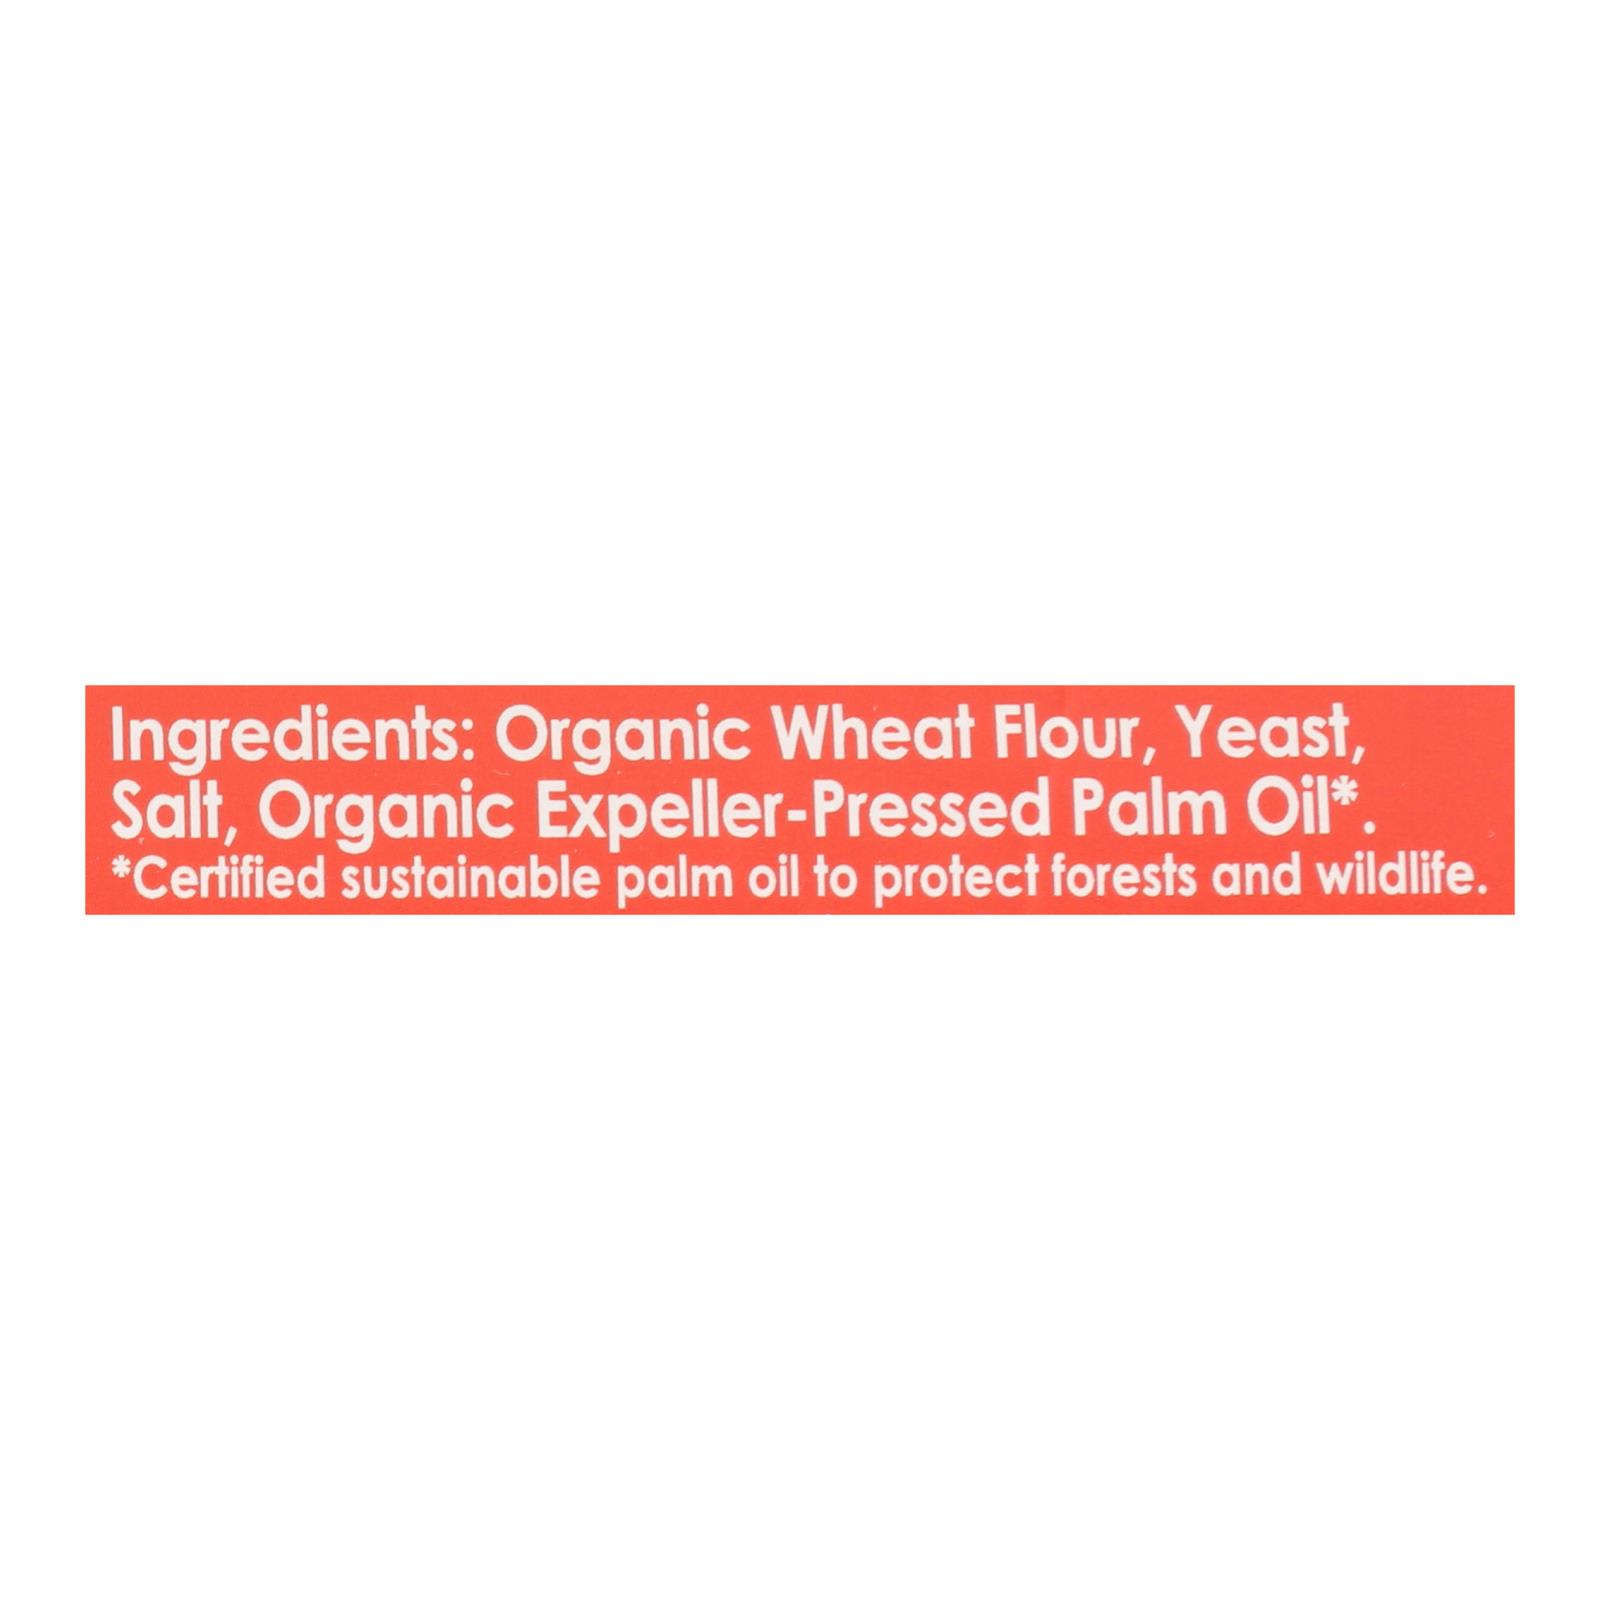 Ingredients: Organic Wheat Flour, Yeast,
Salt, Organic Expeller-Pressed Palm Oil*.
*Certified sustainable palm oil to protect forests and wildlife.